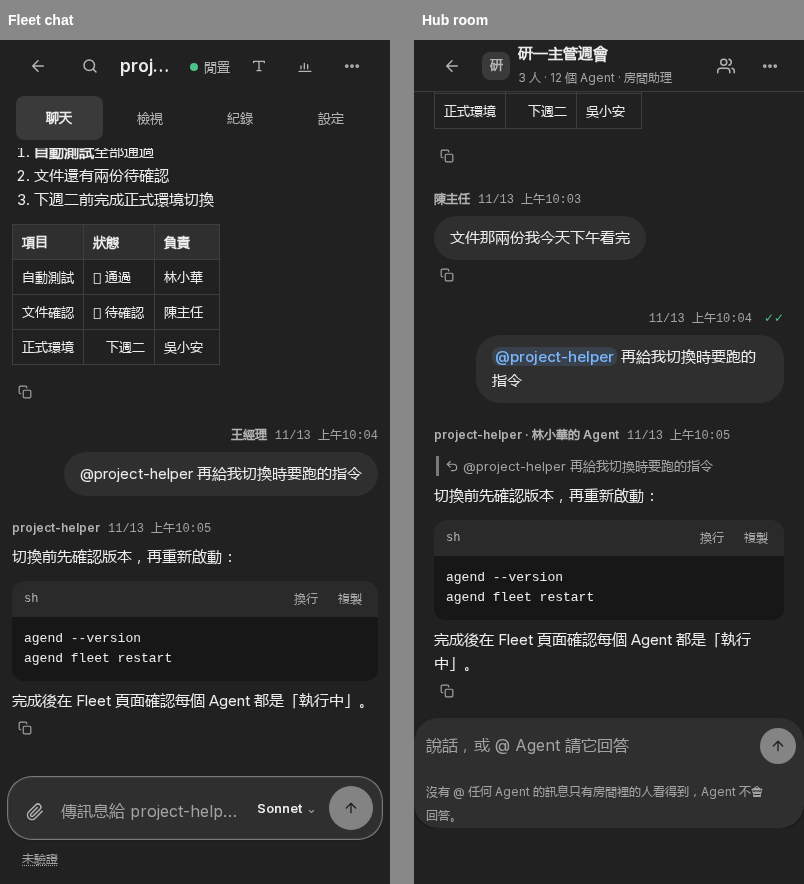 Fleet chat
proj… 閒置
聊天 檢視 紀錄 設定
1. 自動測試全部通過
2. 文件還有兩份待確認
3. 下週二前完成正式環境切換
項目 狀態 負責
自動測試 通過 林小華
文件確認 待確認 陳主任
正式環境 下週二 吳小安
王經理 11/13 上午10:04
@project-helper 再給我切換時要跑的指令
project-helper 11/13 上午10:05
切換前先確認版本，再重新啟動：
sh 換行 複製
agend --version
agend fleet restart
完成後在 Fleet 頁面確認每個 Agent 都是「執行中」。
傳訊息給 project-help… Sonnet
未驗證
Hub room
研 研一主管週會
3 人 · 12 個 Agent · 房間助理
正式環境 下週二 吳小安
陳主任 11/13 上午10:03
文件那兩份我今天下午看完
11/13 上午10:04 ✓✓
@project-helper 再給我切換時要跑的
指令
project-helper · 林小華的 Agent 11/13 上午10:05
@project-helper 再給我切換時要跑的指令
切換前先確認版本，再重新啟動：
sh 換行 複製
agend --version
agend fleet restart
完成後在 Fleet 頁面確認每個 Agent 都是「執行
中」。
說話，或 @ Agent 請它回答
沒有 @ 任何 Agent 的訊息只有房間裡的人看得到，Agent 不會
回答。